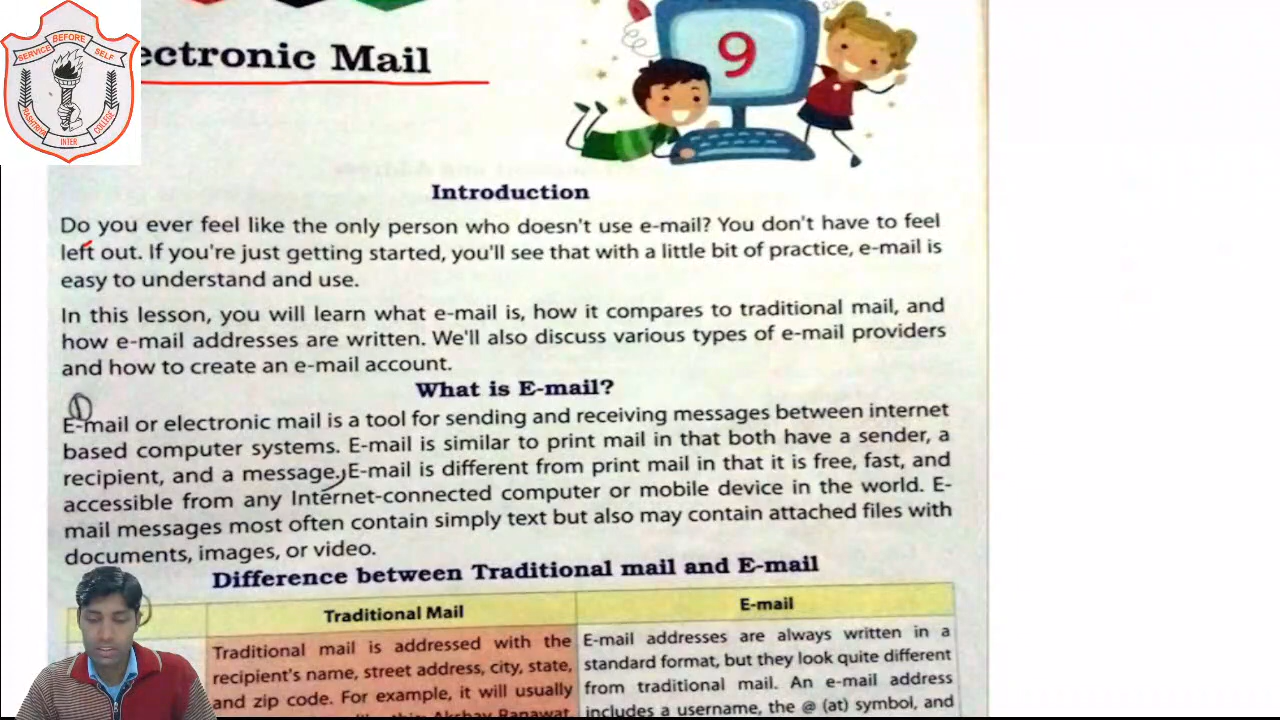 SERVICE BEFORE SELF
RASHTRIYA INTER COLLEGE
ectronic Mail
9
Introduction
Do you ever feel like the only person who doesn't use e-mail? You don't have to feel
left out. If you're just getting started, you'll see that with a little bit of practice, e-mail is
easy to understand and use.
In this lesson, you will learn what e-mail is, how it compares to traditional mail, and
how e-mail addresses are written. We'll also discuss various types of e-mail providers
and how to create an e-mail account.
What is E-mail?
1
E-mail or electronic mail is a tool for sending and receiving messages between internet
based computer systems. E-mail is similar to print mail in that both have a sender, a
recipient, and a message. E-mail is different from print mail in that it is free, fast, and
accessible from any Internet-connected computer or mobile device in the world. E-
mail messages most often contain simply text but also may contain attached files with
documents, images, or video.
Difference between Traditional mail and E-mail
Traditional Mail
E-mail
Traditional mail is addressed with the
recipient's name, street address, city, state,
and zip code. For example, it will usually
Akshay Ranawat,
E-mail addresses are always written in a
standard format, but they look quite different
from traditional mail. An e-mail address
includes a username, the @ (at) symbol, and